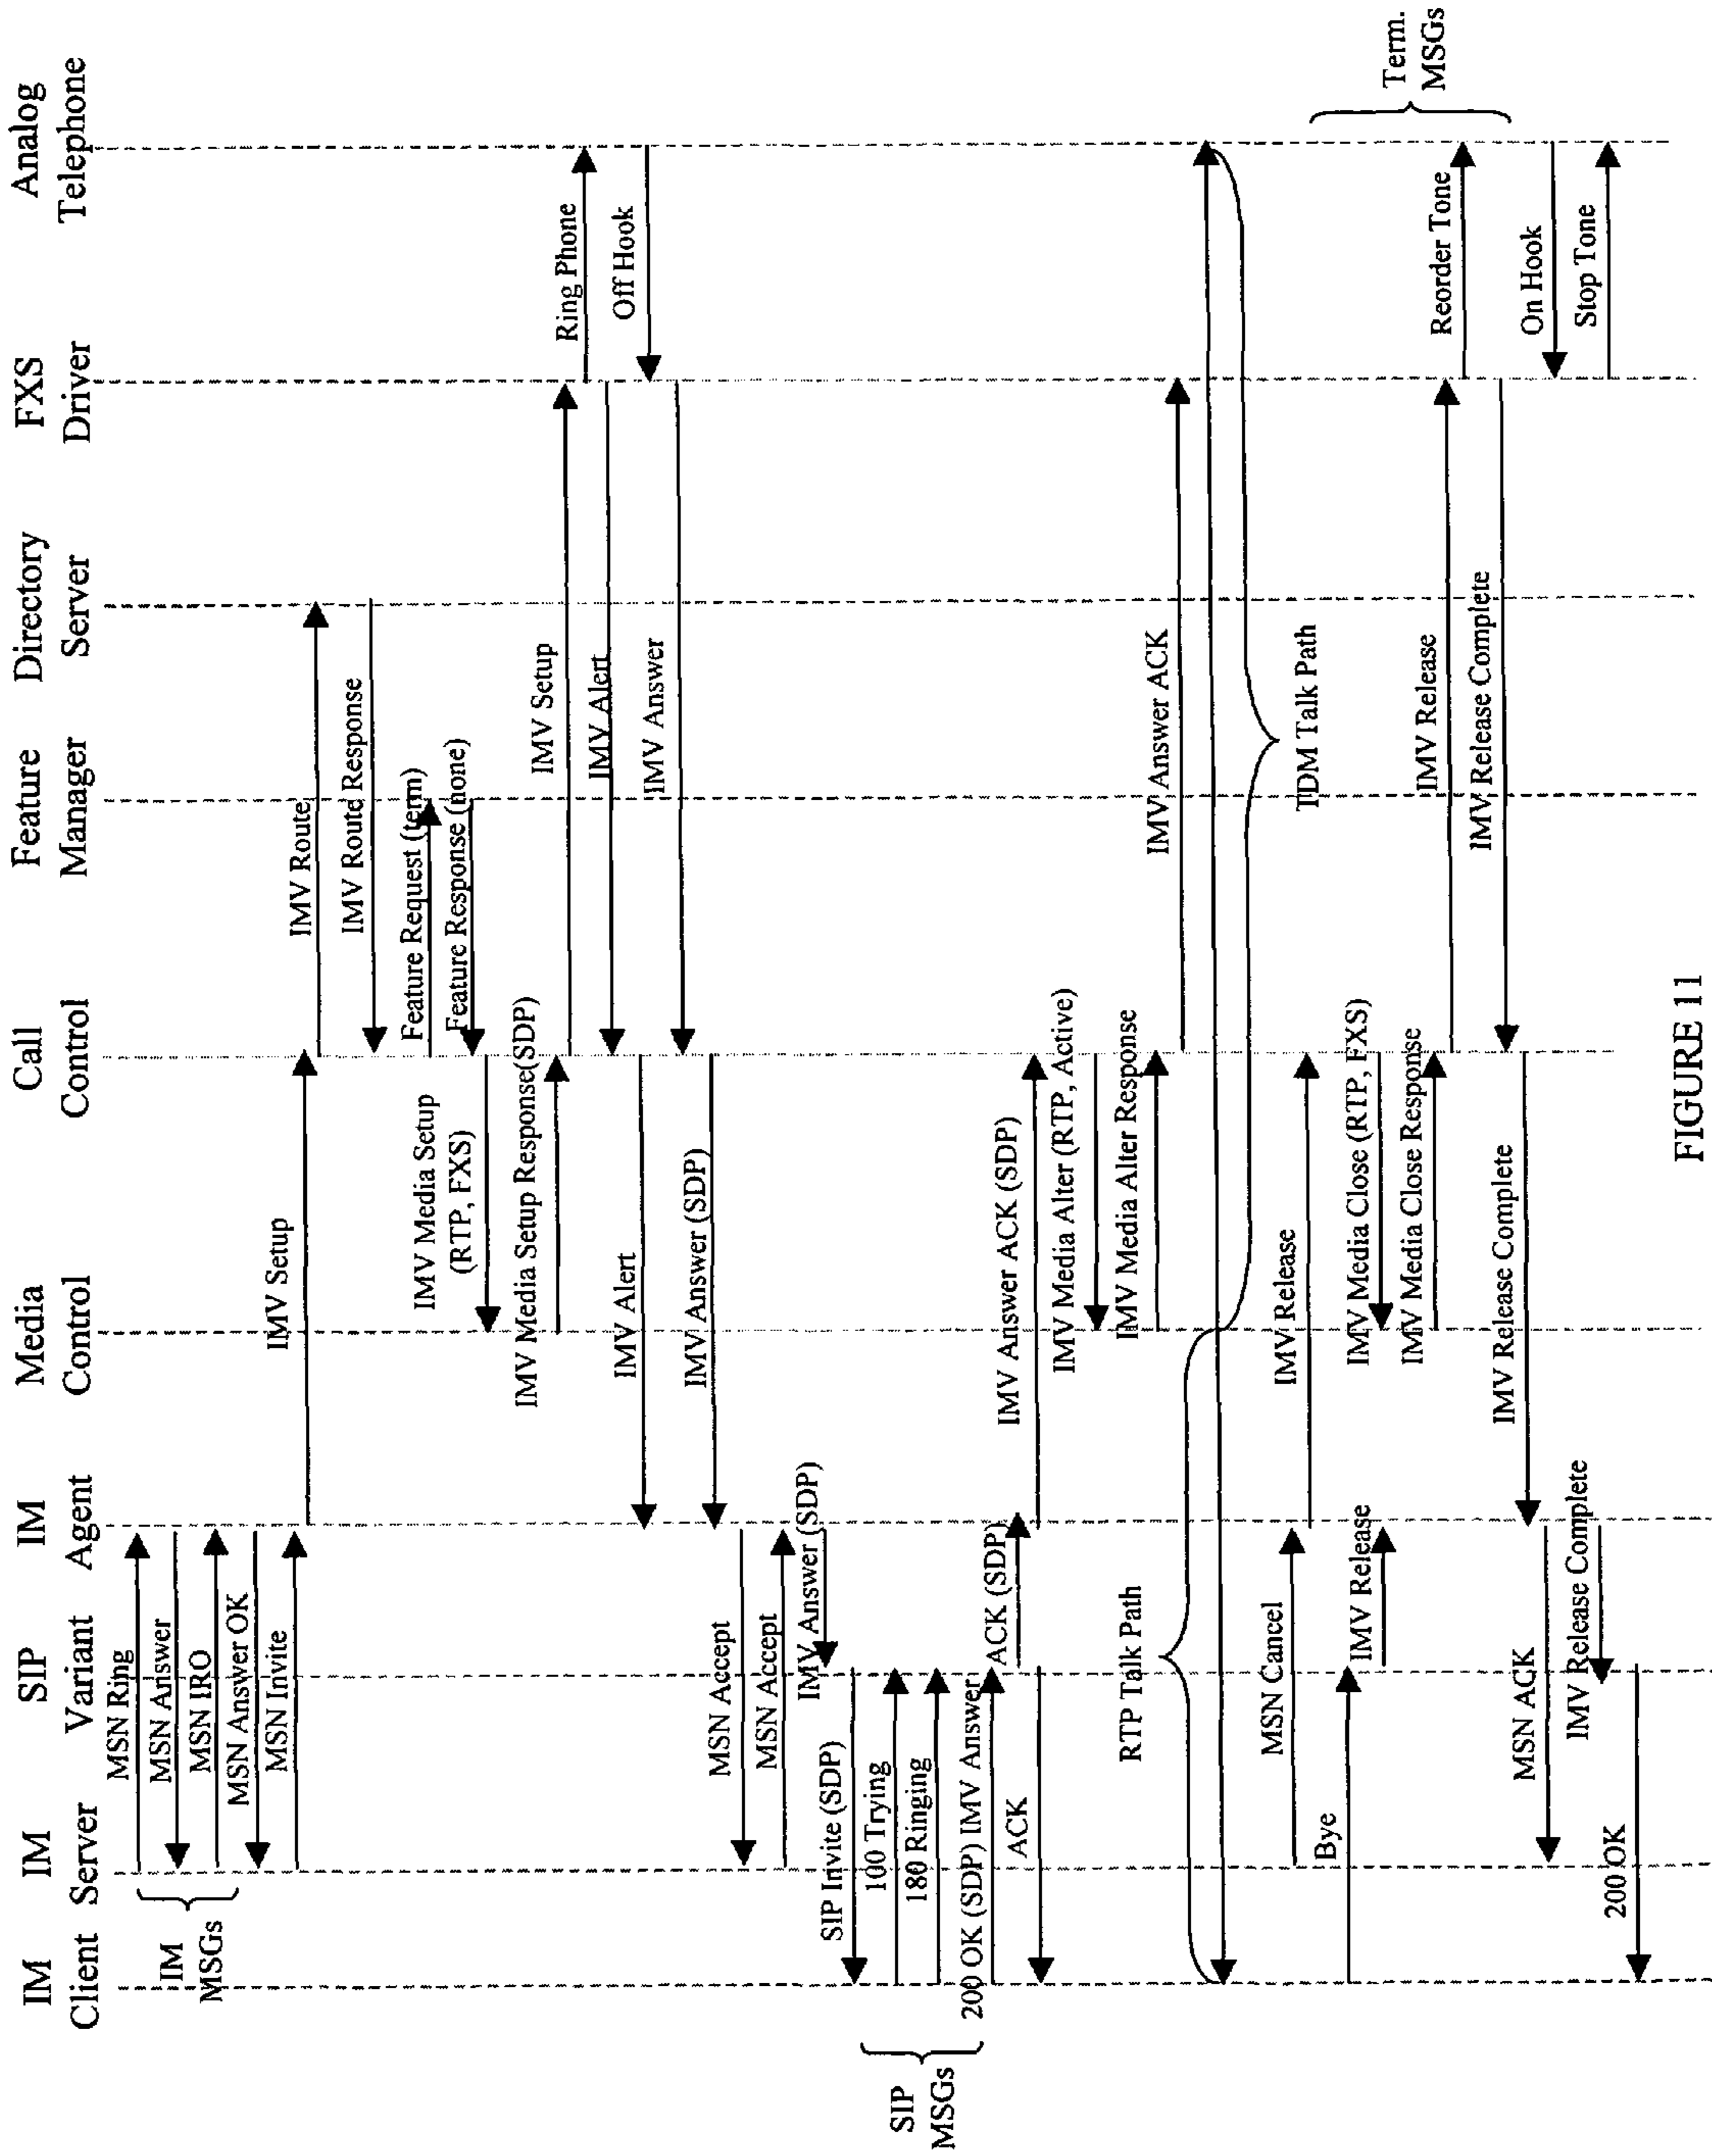 IM
Client
IM
Server
SIP
Variant
IM
Agent
Media
Control
Call
Control
Feature
Manager
Directory
Server
FXS
Driver
Analog
Telephone
MSN Ring
MSN Answer
MSN IRO
MSN Answer OK
MSN Invite
IM
MSGs
IMV Setup
IMV Route
IMV Route Response
Feature Request (term)
Feature Response (none)
IMV Media Setup
(RTP, FXS)
IMV Media Setup Response(SDP)
IMV Setup
Ring Phone
IMV Alert
IMV Alert
Off Hook
IMV Answer
IMV Answer (SDP)
MSN Accept
MSN Accept
IMV Answer (SDP)
SIP Invite (SDP)
100 Trying
180 Ringing
200 OK (SDP) IMV Answer
SIP
MSGs
ACK (SDP)
ACK
IMV Answer ACK (SDP)
IMV Media Alter (RTP, Active)
IMV Media Alter Response
IMV Answer ACK
RTP Talk Path
TDM Talk Path
MSN Cancel
IMV Release
Bye
IMV Release
IMV Media Close (RTP, FXS)
IMV Media Close Response
IMV Release
Reorder Tone
Term.
MSGs
IMV Release Complete
IMV Release Complete
On Hook
MSN ACK
IMV Release Complete
Stop Tone
200 OK
FIGURE 11